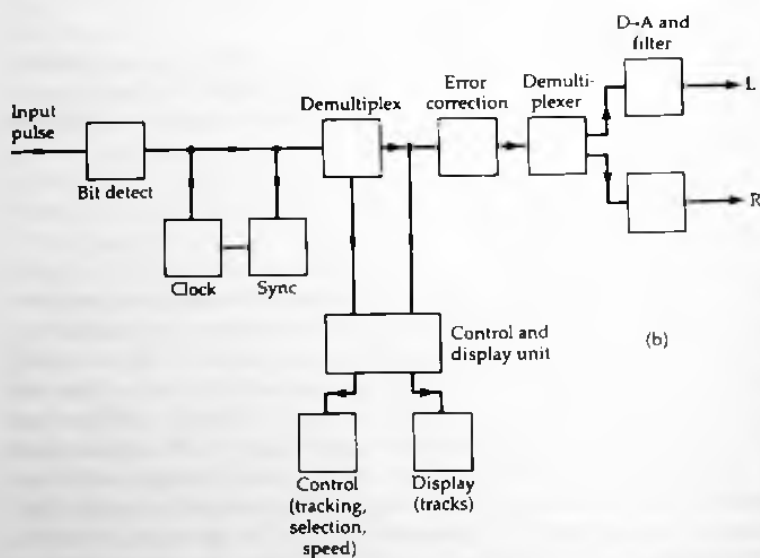 D→A and
filter
Error
correction
Demulti-
plexer
Demultiplex
L
Input
pulse
Bit detect
R
Clock
Sync
Control and
display unit
(b)
Control
(tracking,
selection,
speed)
Display
(tracks)